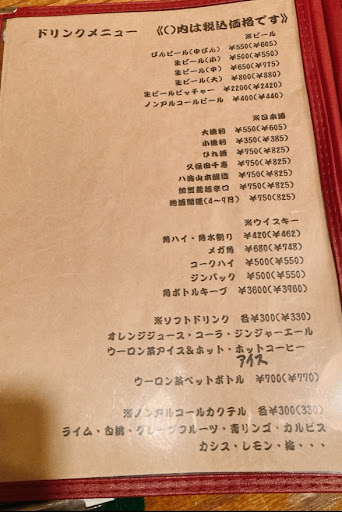 ドリンクメニュー 《()内は税込価格です》
※ビール
びんビール(中びん) ¥550(¥605)
生ビール(小) ¥500(¥550)
生ビール(中) ¥650(¥715)
生ビール(大) ¥800(¥880)
生ビールピッチャー ¥2200(¥2420)
ノンアルコールビール ¥400(¥440)
※日本酒
大徳利 ¥550(¥605)
小徳利 ¥350(¥385)
ひれ酒 ¥750(¥825)
久保田千寿 ¥750(¥825)
八海山本醸造 ¥750(¥825)
加賀鳶極辛口 ¥750(¥825)
地酒(4〜9月) ¥750(825)
※ウイスキー
角ハイ・角水割り ¥420(¥462)
メガ角 ¥680(¥748)
コークハイ ¥500(¥550)
ジンバック ¥500(¥550)
角ボトルキープ ¥3600(¥3960)
※ソフトドリンク 各¥300(¥330)
オレンジジュース・コーラ・ジンジャーエール
ウーロン茶アイス&ホット・ホットコーヒー
アイス
ウーロン茶ペットボトル ¥700(¥770)
※ノンアルコールカクテル 各¥300(330)
ライム・白桃・グレープフルーツ・青リンゴ・カルピス
カシス・レモン・梅・・・